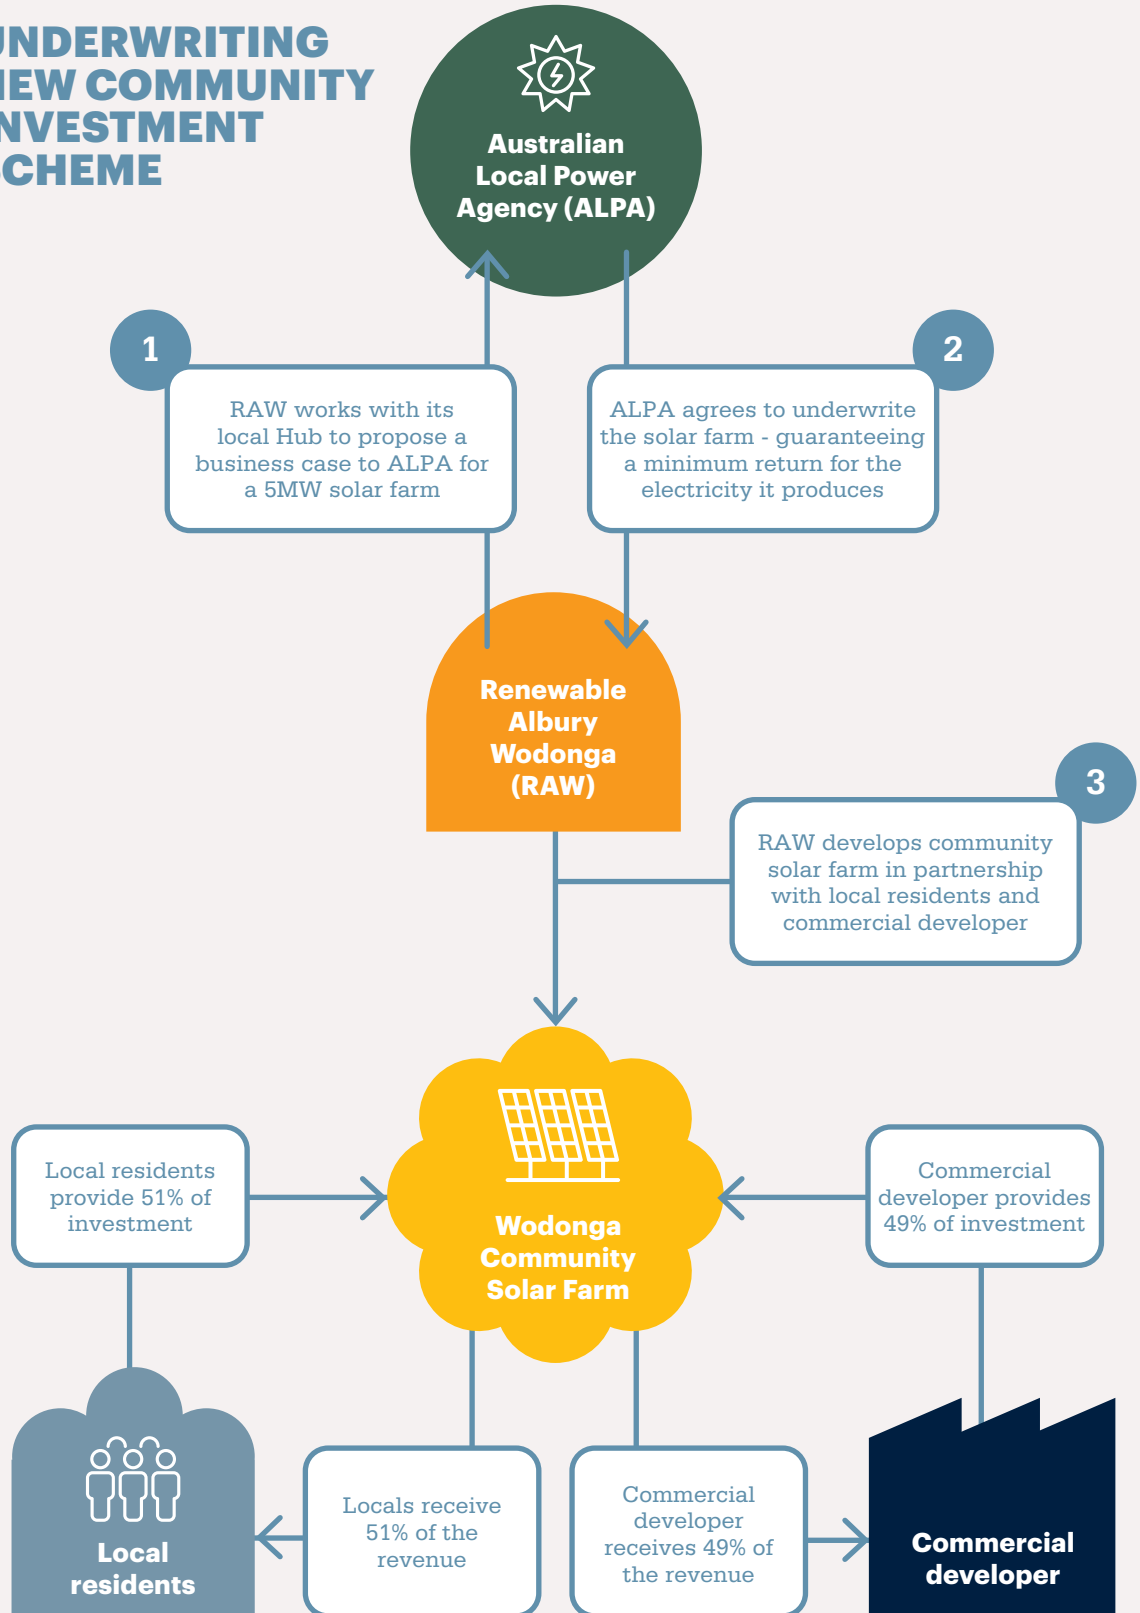 UNDERWRITING
NEW COMMUNITY
INVESTMENT
SCHEME
Australian
Local Power
Agency (ALPA)
1
RAW works with its
local Hub to propose a
business case to ALPA for
a 5MW solar farm
2
ALPA agrees to underwrite
the solar farm - guaranteeing
a minimum return for the
electricity it produces
Renewable
Albury
Wodonga
(RAW)
3
RAW develops community
solar farm in partnership
with local residents and
commercial developer
Local residents
provide 51% of
investment
Wodonga
Community
Solar Farm
Commercial
developer provides
49% of investment
Local
residents
Locals receive
51% of the
revenue
Commercial
developer
receives 49% of
the revenue
Commercial
developer